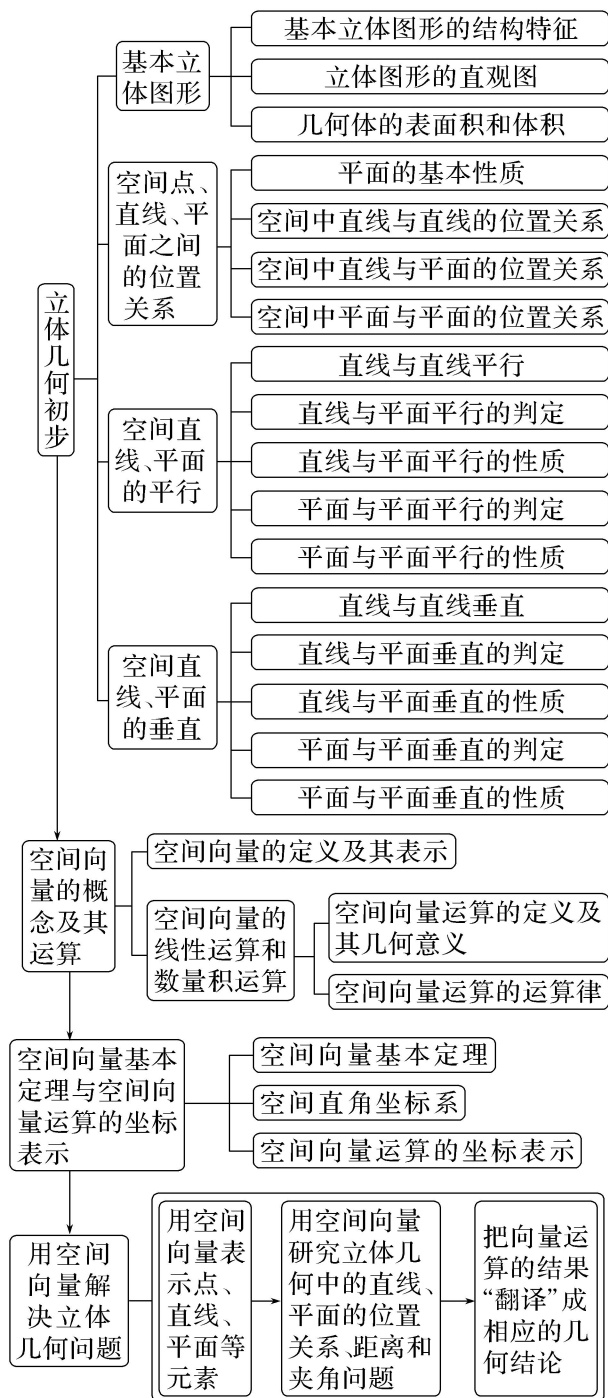 基本立
体图形
基本立体图形的结构特征
立体图形的直观图
几何体的表面积和体积
空间点、
直线、平
面之间
的位置
关系
平面的基本性质
空间中直线与直线的位置关系
空间中直线与平面的位置关系
空间中平面与平面的位置关系
立体几何初步
空间直
线、平面
的平行
直线与直线平行
直线与平面平行的判定
直线与平面平行的性质
平面与平面平行的判定
平面与平面平行的性质
空间直
线、平面
的垂直
直线与直线垂直
直线与平面垂直的判定
直线与平面垂直的性质
平面与平面垂直的判定
平面与平面垂直的性质
空间向
量的概
念及其
运算
空间向量的定义及其表示
空间向量的
线性运算和
数量积运算
空间向量运算的定义及
其几何意义
空间向量运算的运算律
空间向量基本
定理与空间向
量运算的坐标
表示
空间向量基本定理
空间直角坐标系
空间向量运算的坐标表示
用空间
向量解
决立体
几何问题
用空间
向量表
示点、
直线、
平面等
元素
用空间向量
研究立体几
何中的直线、
平面的位置
关系、距离和
夹角问题
把向量运
算的结果
“翻译”成
相应的几
何结论